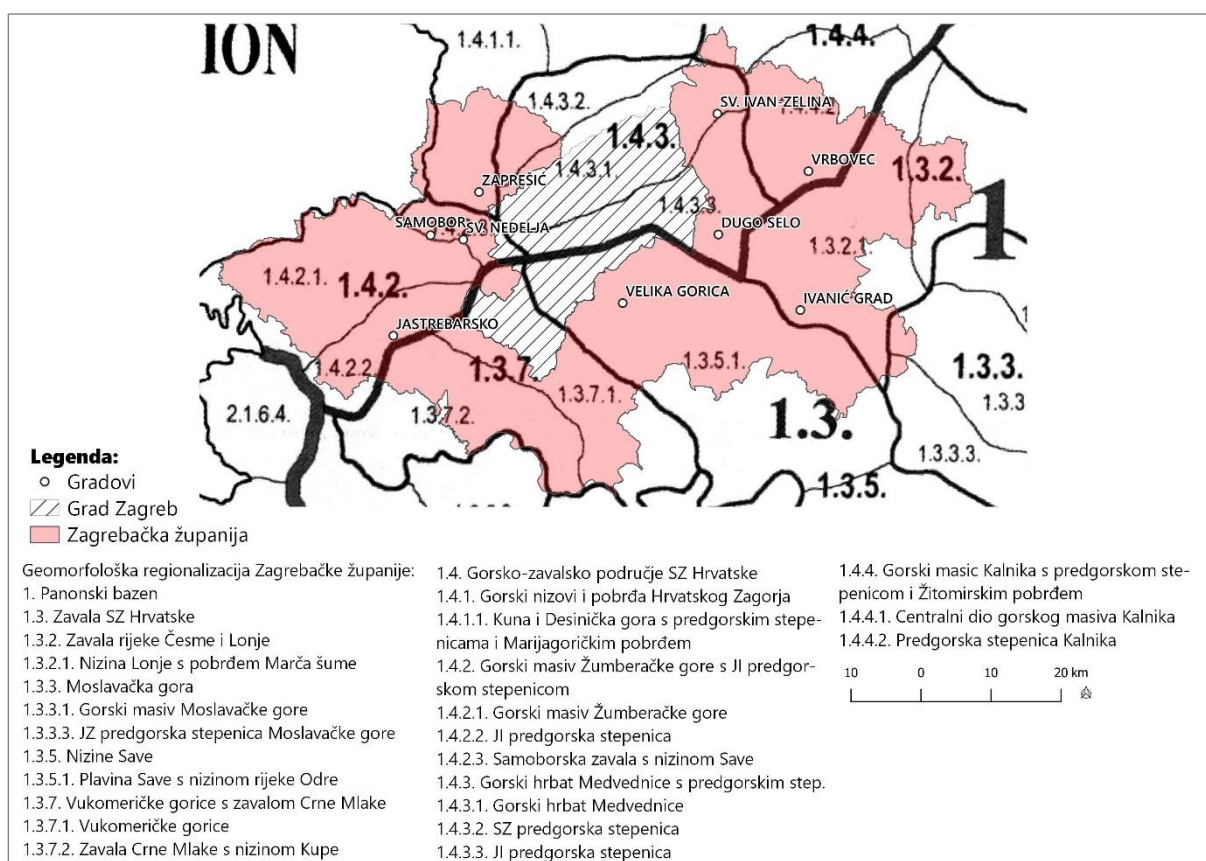 ION
1.4.1.1.
1.4.4.
1.4.3.2.
SV. IVAN ZELINA
1.4.4.2.
1.4.3.
VRBOVEC
1.3.2.
1.4.3.1.
ZAPREŠIĆ
1
SAMOBOR
SV. NEDELJA
1.4.3.3.
DUGO SELO
1.3.2.1.
1.4.2.1.
1.4.2.
VELIKA GORICA
IVANIĆ GRAD
JASTREBARSKO
1.4.2.2.
1.3.7.
1.3.5.1.
1.3.3.
2.1.6.4.
1.3.7.2.
1.3.7.1.
1.3.
1.3.3
1.3.3.3.
1.3.5.
Legenda:
Gradovi
Grad Zagreb
Zagrebačka županija
Geomorfološka regionalizacija Zagrebačke županije:
1. Panonski bazen
1.3. Zavala SZ Hrvatske
1.3.2. Zavala rijeke Česme i Lonje
1.3.2.1. Nizina Lonje s pobrđem Marča šume
1.3.3. Moslavačka gora
1.3.3.1. Gorski masiv Moslavačke gore
1.3.3.3. JZ predgorska stepenica Moslavačke gore
1.3.5. Nizine Save
1.3.5.1. Plavina Save s nizinom rijeke Odre
1.3.7. Vukomeričke gorice s zavalom Crne Mlake
1.3.7.1. Vukomeričke gorice
1.3.7.2. Zavala Crne Mlake s nizinom Kupe
1.4. Gorsko-zavalsko područje SZ Hrvatske
1.4.1. Gorski nizovi i pobrđa Hrvatskog Zagorja
1.4.1.1. Kuna i Desinička gora s predgorskim stepe-
nicama i Marijagoričkim pobrđem
1.4.2. Gorski masiv Žumberačke gore s JI predgor-
skom stepenicom
1.4.2.1. Gorski masiv Žumberačke gore
1.4.2.2. JI predgorska stepenica
1.4.2.3. Samoborska zavala s nizinom Save
1.4.3. Gorski hrbat Medvednice s predgorskim step.
1.4.3.1. Gorski hrbat Medvednice
1.4.3.2. SZ predgorska stepenica
1.4.3.3. JI predgorska stepenica
1.4.4. Gorski masic Kalnika s predgorskom ste-
penicom i Žitomirskim pobrđem
1.4.4.1. Centralni dio gorskog masiva Kalnika
1.4.4.2. Predgorska stepenica Kalnika
10 0 10 20 km